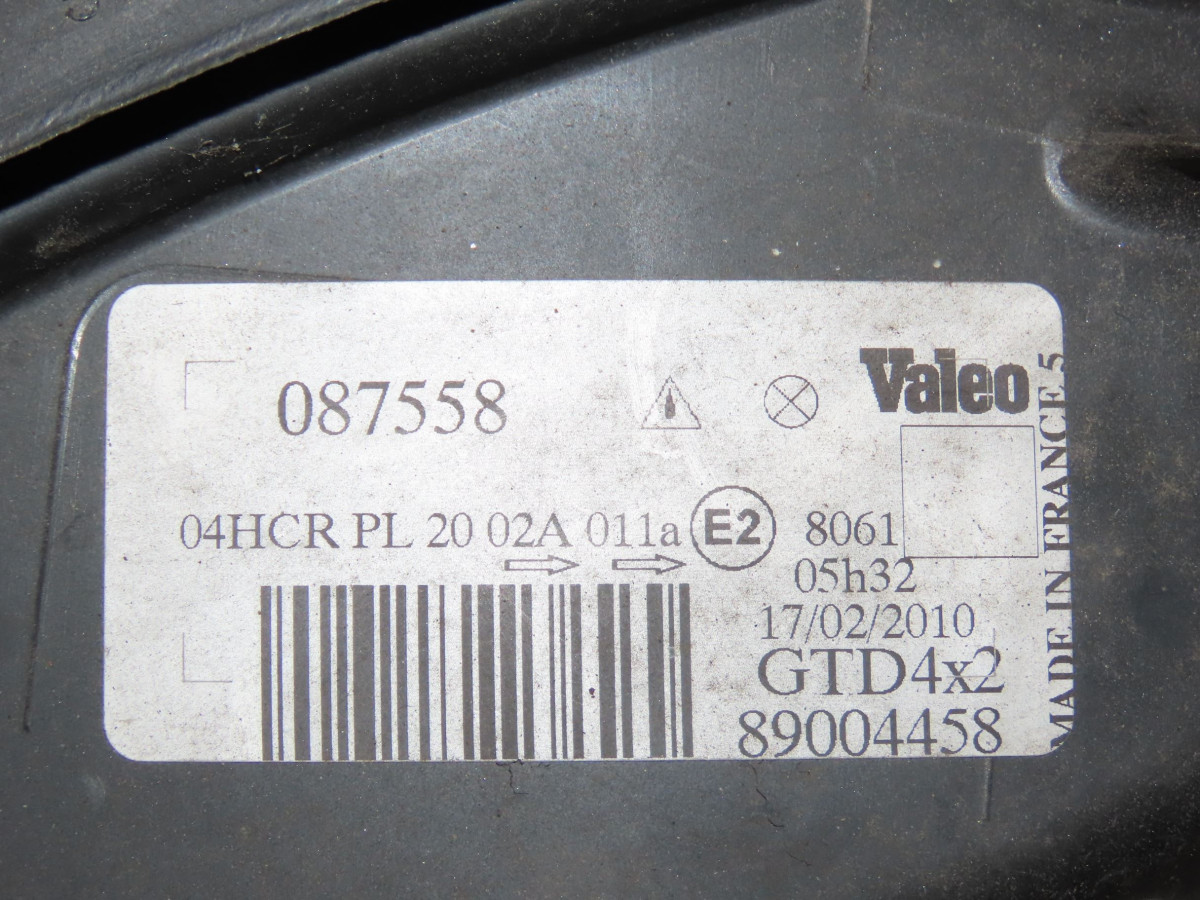 087558
Valeo
04HCR PL 20 02A 011a E2 8061
05h32
17/02/2010
GTD4x2
89004458
MADE IN FRANCE 5